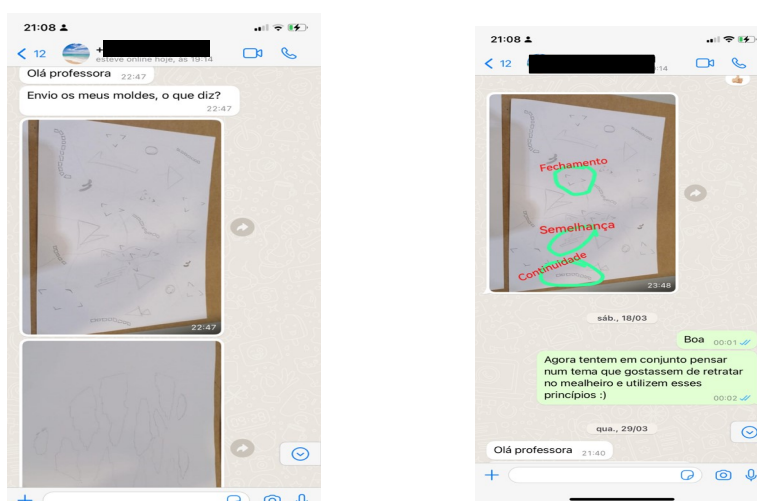 21:08
12
+
esteve online hoje, às 19:14
Olá professora 22:47
Envio os meus moldes, o que diz?
22:47
22:47
21:08
12
:14
Fechamento
Semelhança
Continuidade
23:48
sáb., 18/03
Boa 00:01
Agora tentem em conjunto pensar
num tema que gostassem de retratar
no mealheiro e utilizem esses
princípios :)
00:02
qua., 29/03
Olá professora 21:40